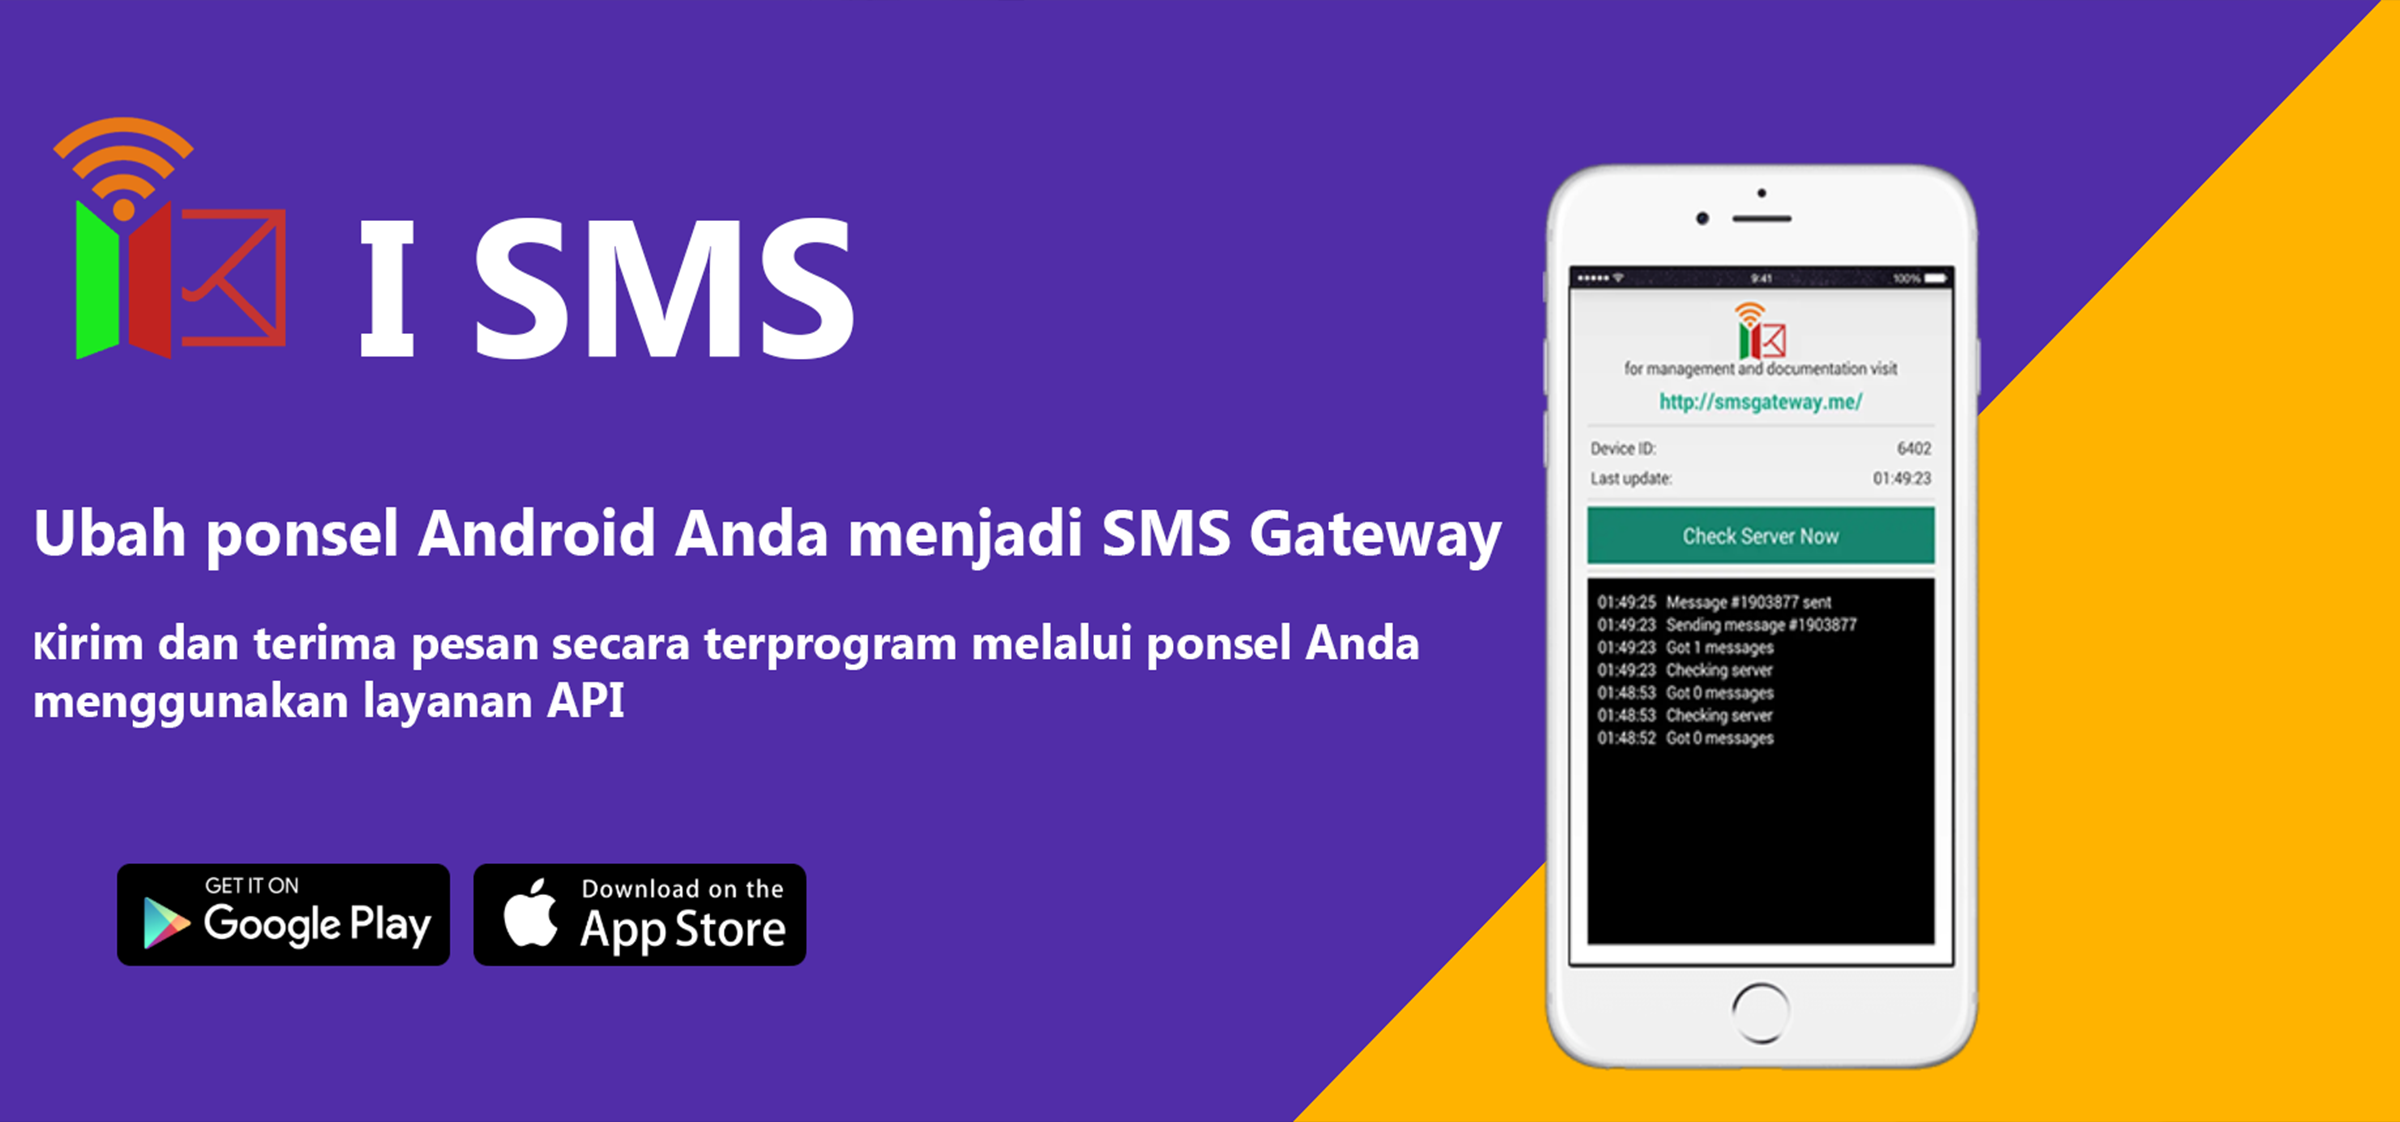 I SMS
Ubah ponsel Android Anda menjadi SMS Gateway
Kirim dan terima pesan secara terprogram melalui ponsel Anda
menggunakan layanan API
GET IT ON
Google Play
Download on the
App Store
9:41
100%
for management and documentation visit
http://smsgateway.me/
Device ID: 6402
Last update: 01:49:23
Check Server Now
01:49:25 Message #1903877 sent
01:49:23 Sending message #1903877
01:49:23 Got 1 messages
01:49:23 Checking server
01:48:53 Got 0 messages
01:48:53 Checking server
01:48:52 Got 0 messages